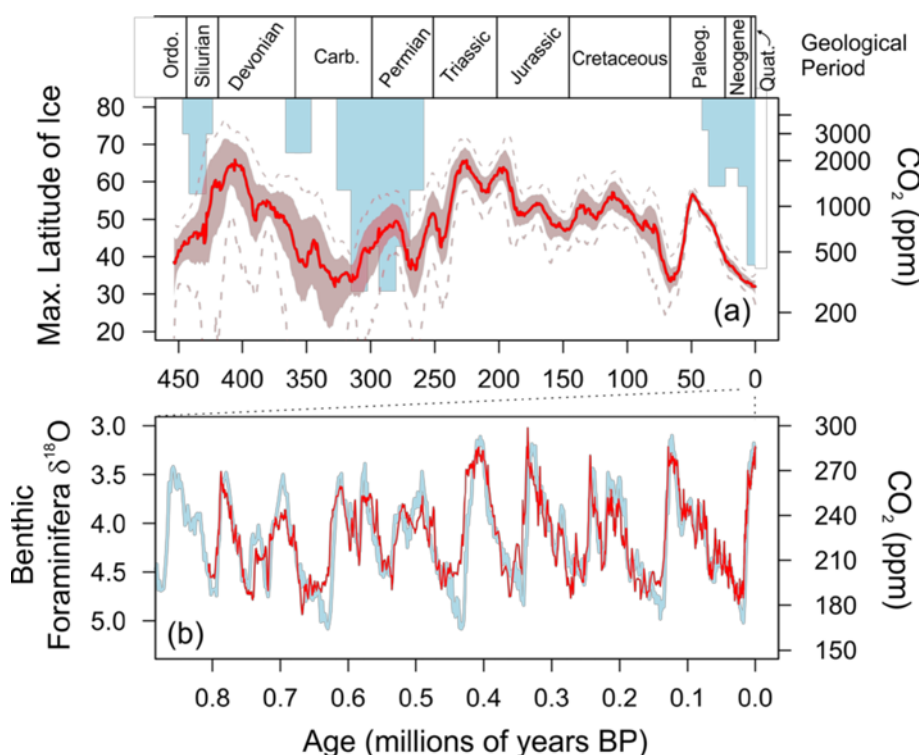 Ordo.
Silurian
Devonian
Carb.
Permian
Triassic
Jurassic
Cretaceous
Paleog.
Neogene
Quat.
Geological
Period
Max. Latitude of Ice
80
70
60
50
40
30
20
3000
2000
1000
500
200
CO2 (ppm)
(a)
450 400 350 300 250 200 150 100 50 0
Benthic
Foraminifera δ18O
3.0
3.5
4.0
4.5
5.0
300
270
240
210
180
150
CO2 (ppm)
(b)
0.8 0.7 0.6 0.5 0.4 0.3 0.2 0.1 0.0
Age (millions of years BP)